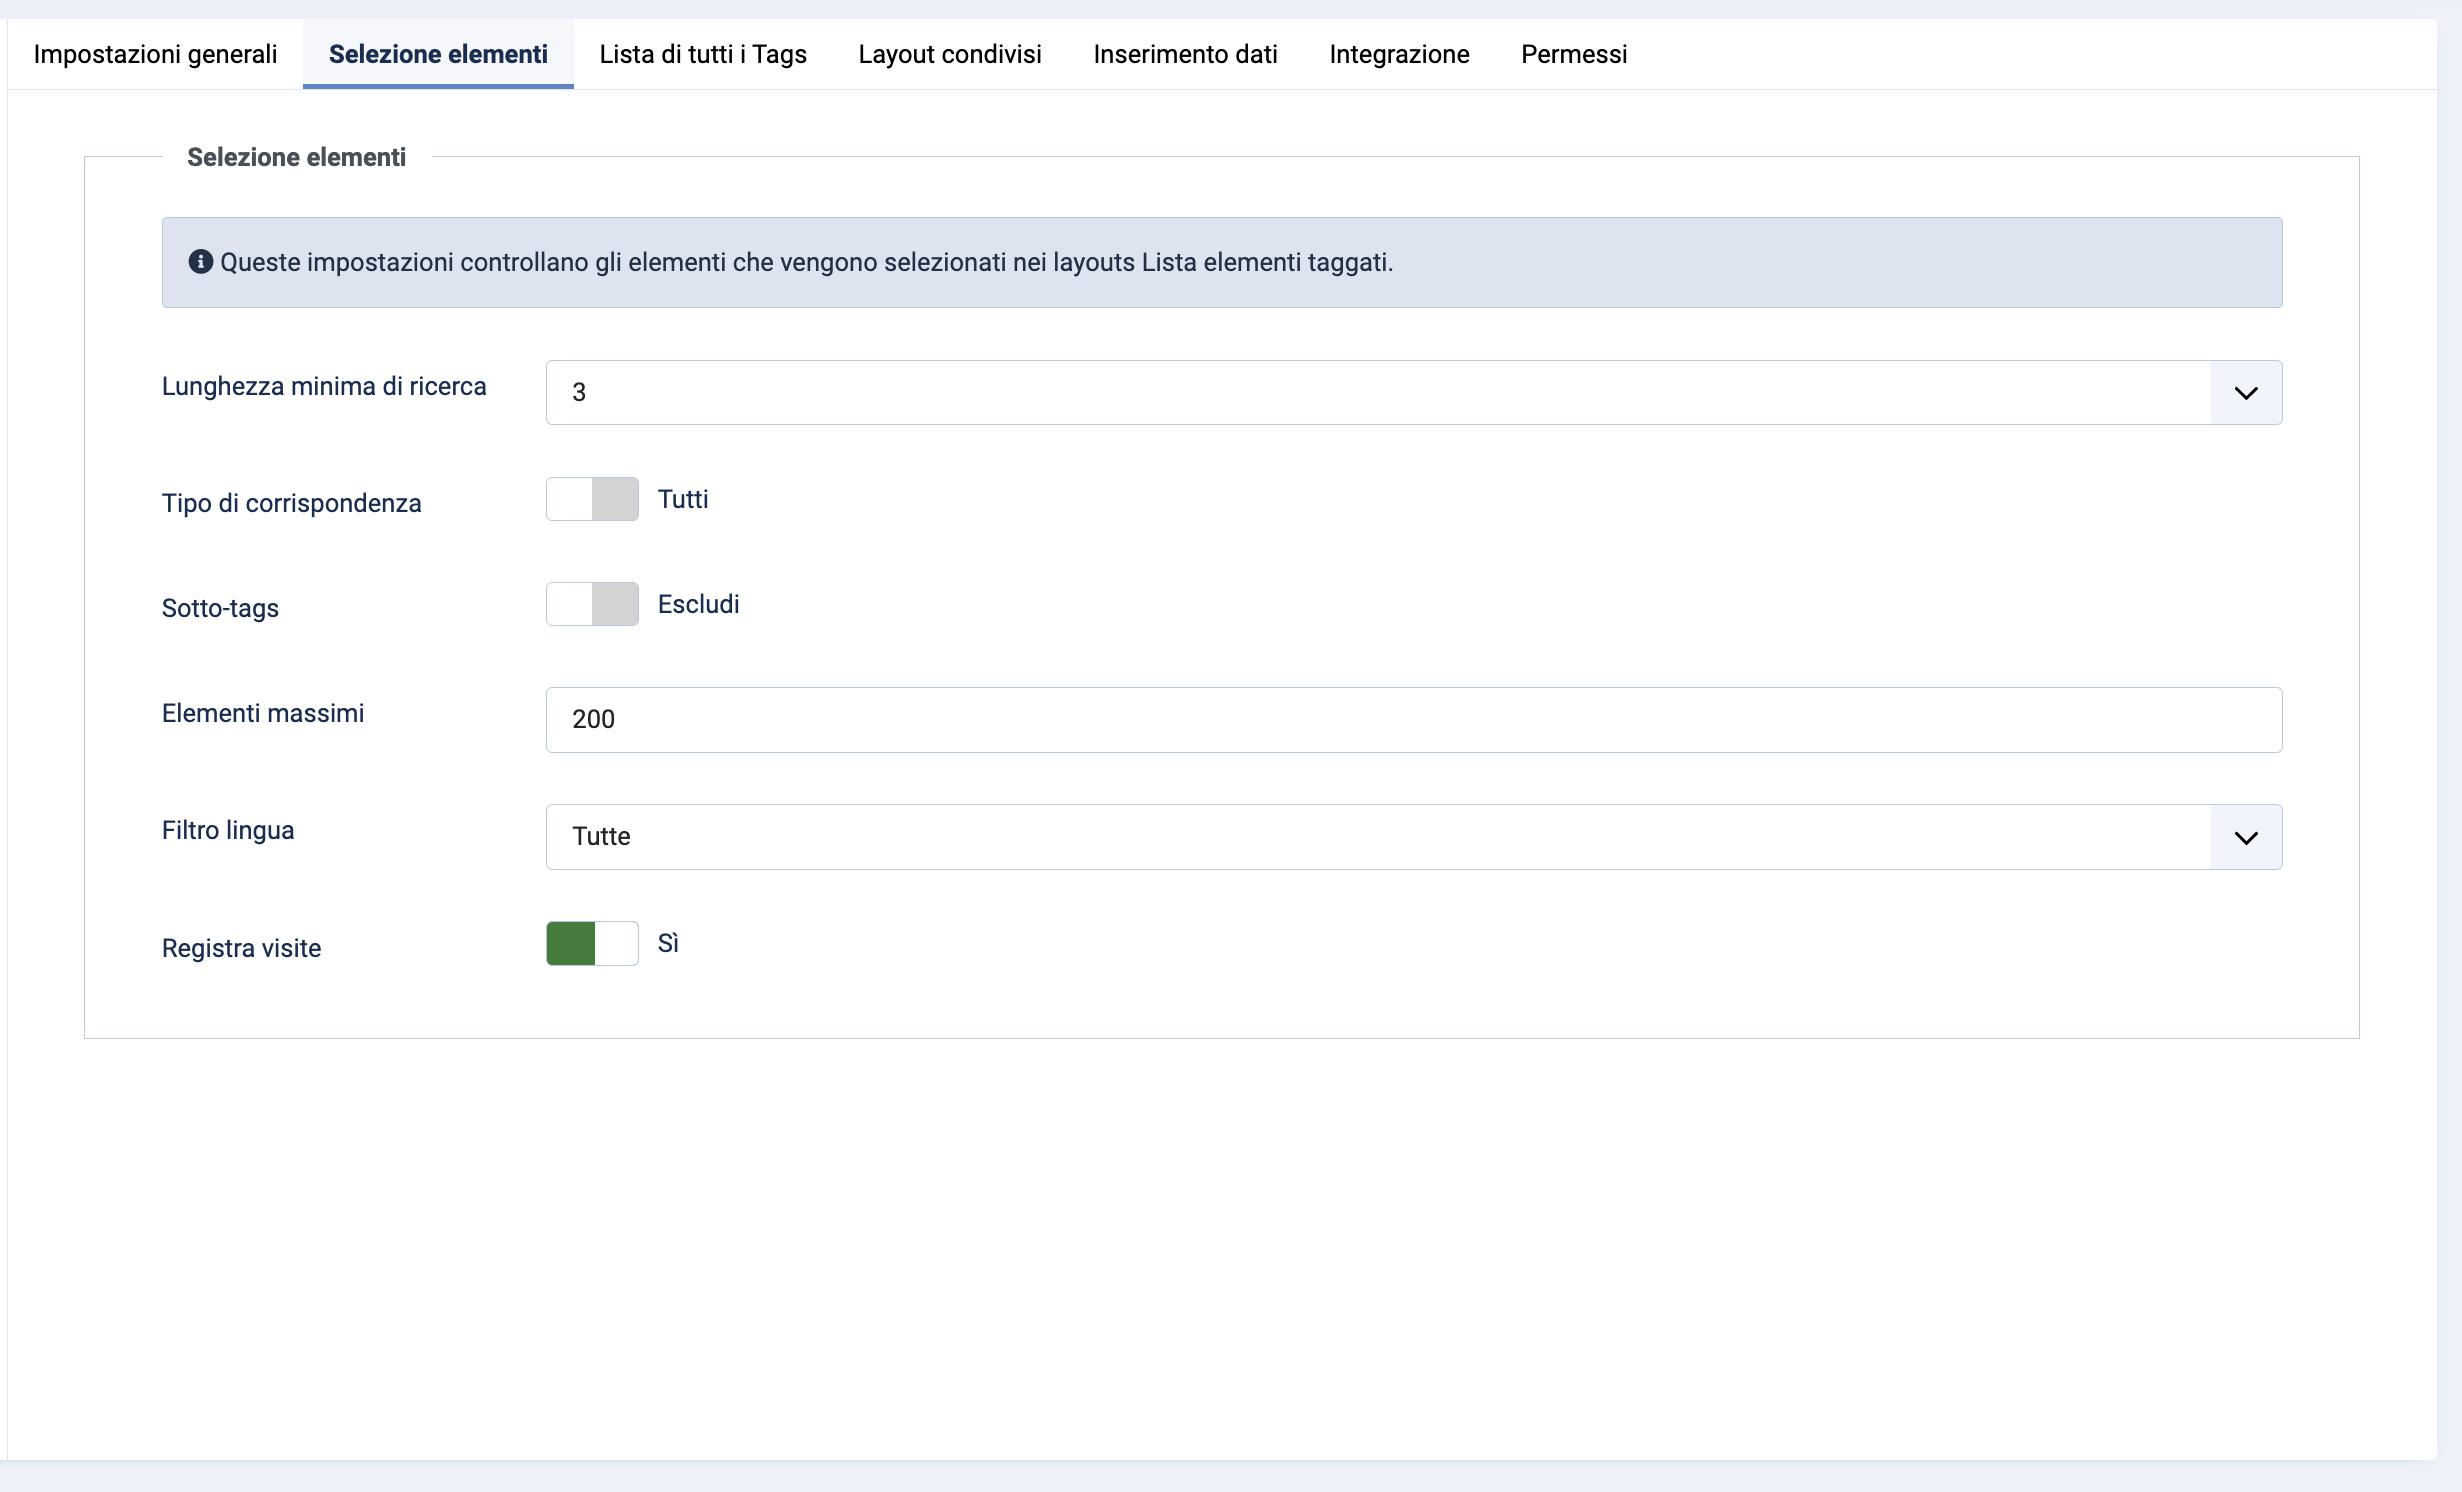 Impostazioni generali Selezione elementi Lista di tutti i Tags Layout condivisi Inserimento dati Integrazione Permessi
Selezione elementi
Queste impostazioni controllano gli elementi che vengono selezionati nei layouts Lista elementi taggati.
Lunghezza minima di ricerca 3
Tipo di corrispondenza Tutti
Sotto-tags Escludi
Elementi massimi 200
Filtro lingua Tutte
Registra visite Sì